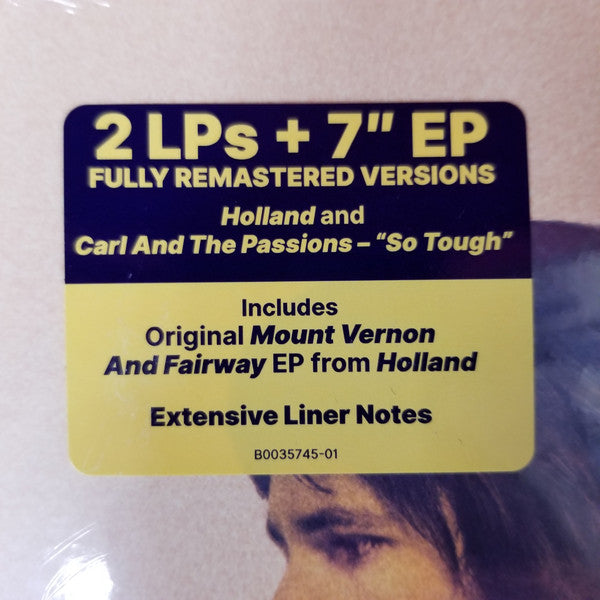 2 LPs + 7" EP
FULLY REMASTERED VERSIONS
Holland and
Carl And The Passions – “So Tough”
Includes
Original Mount Vernon
And Fairway EP from Holland
Extensive Liner Notes
B0035745-01